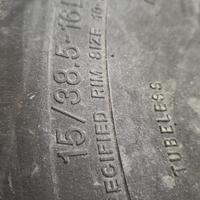 15/38.5-16
ECIFIED RIM SIZE
TUBELESS